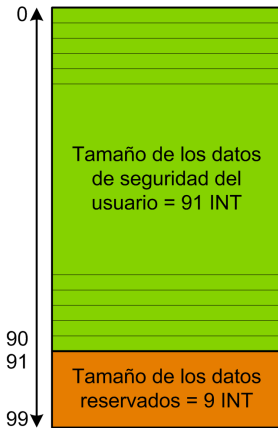 0
Tamaño de los datos
de seguridad del
usuario = 91 INT
90
91
Tamaño de los datos
reservados = 9 INT
99